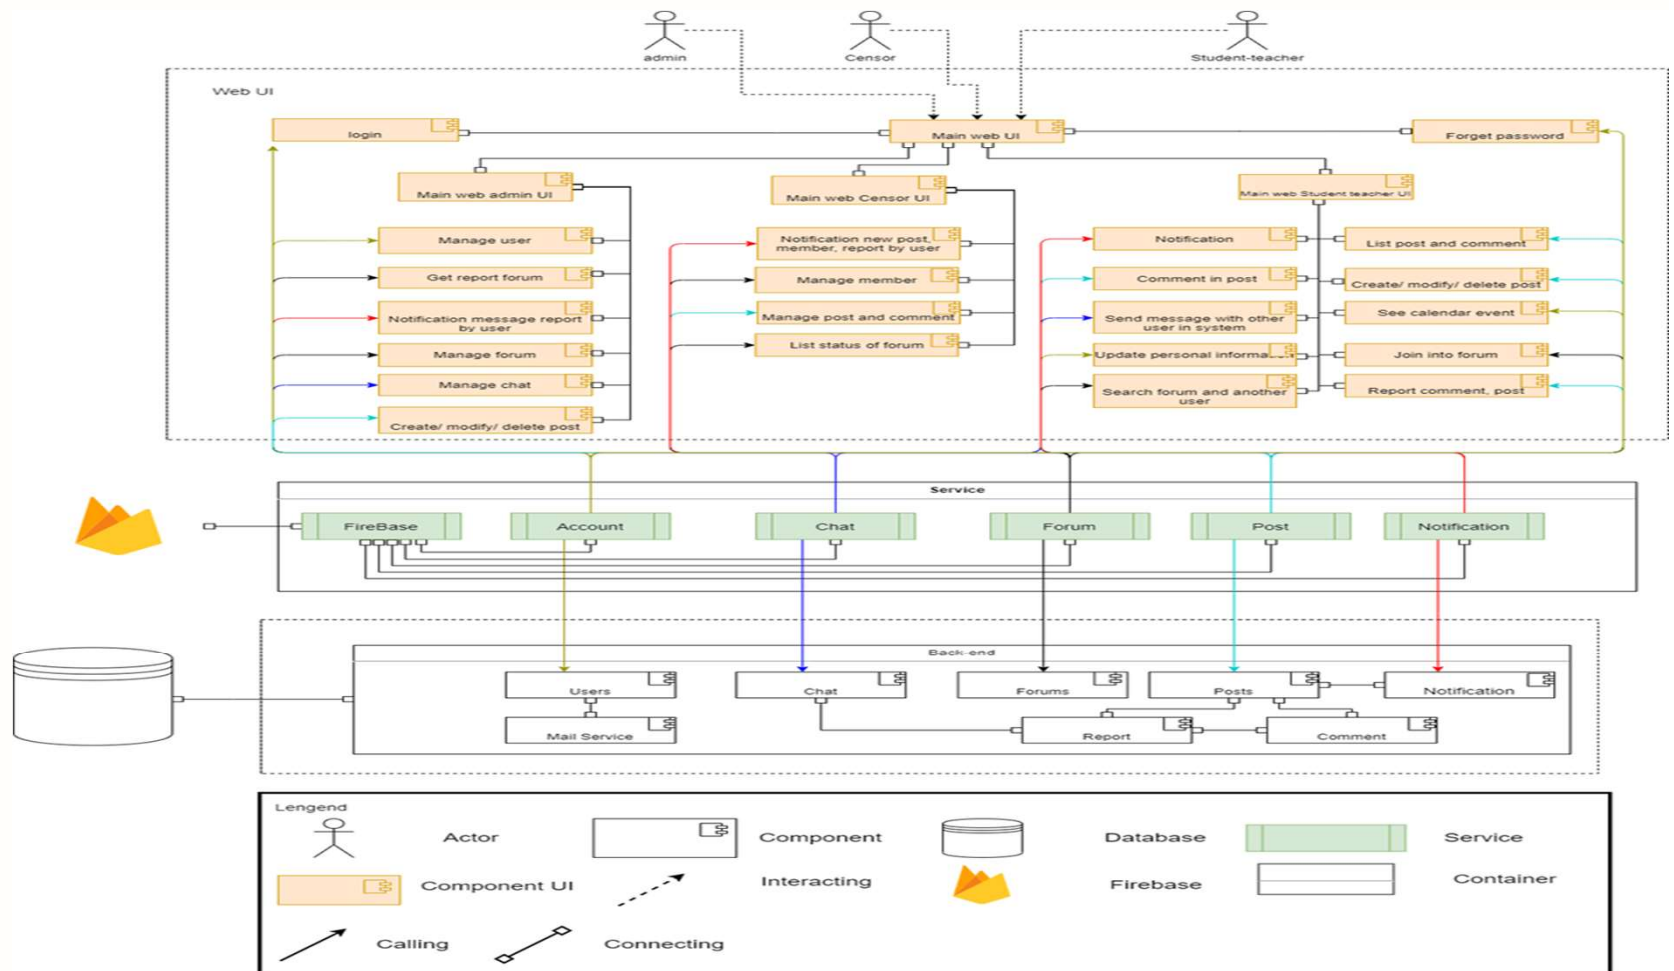 admin
Censor
Student-teacher
Web UI
login
Main web UI
Forget password
Main web admin UI
Main web Censor UI
Main web Student teacher UI
Manage user
Get report forum
Notification message report
by user
Manage forum
Manage chat
Create/ modify/ delete post
Notification new post,
member, report by user
Manage member
Manage post and comment
List status of forum
Notification
Comment in post
Send message with other
user in system
Update personal
Search forum and another
user
List post and comment
Create/ modify/ delete post
See calendar event
Join into forum
Report comment, post
Service
FireBase
Account
Chat
Forum
Post
Notification
Back-end
Users
Chat
Forums
Posts
Notification
Mail Service
Report
Comment
Lengend
Actor
Component
Database
Service
Component UI
Interacting
Firebase
Container
Calling
Connecting